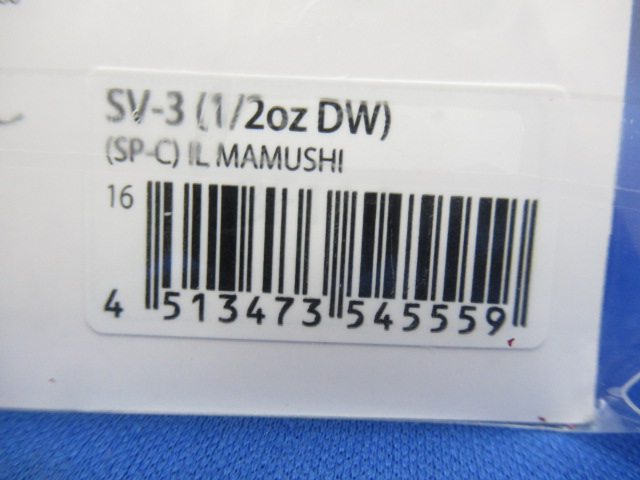 SV-3 (1/2oz DW)
(SP-C) IL MAMUSHI
16
4 513473 545559